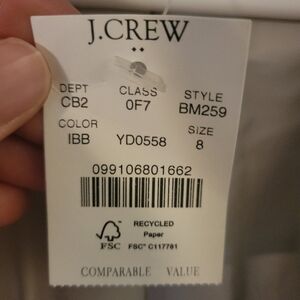 J.CREW
DEPT CLASS STYLE
CB2 0F7 BM259
COLOR SIZE
IBB YD0558 8
099106801662
RECYCLED
Paper
FSC FSC® C117781
COMPARABLE VALUE